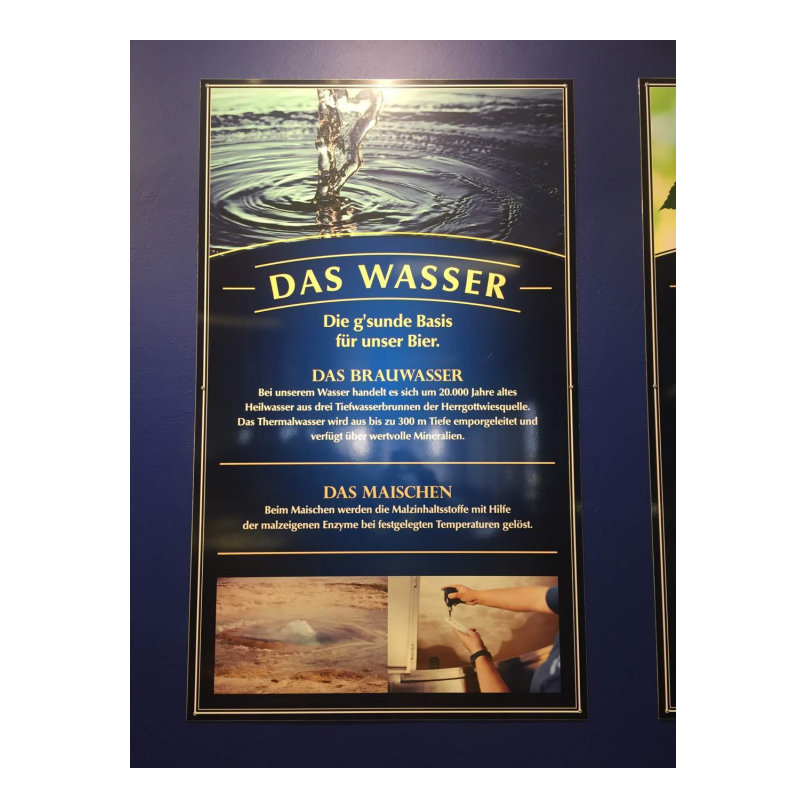 DAS WASSER
Die g'sunde Basis
für unser Bier.
DAS BRAUWASSER
Bei unserem Wasser handelt es sich um 20.000 Jahre altes
Heilwasser aus drei Tiefwasserbrunnen der Herrgottwiesquelle.
Das Thermalwasser wird aus bis zu 300 m Tiefe emporgeleitet und
verfügt über wertvolle Mineralien.
DAS MAISCHEN
Beim Maischen werden die Malzinhaltsstoffe mit Hilfe
der malzeigenen Enzyme bei festgelegten Temperaturen gelöst.